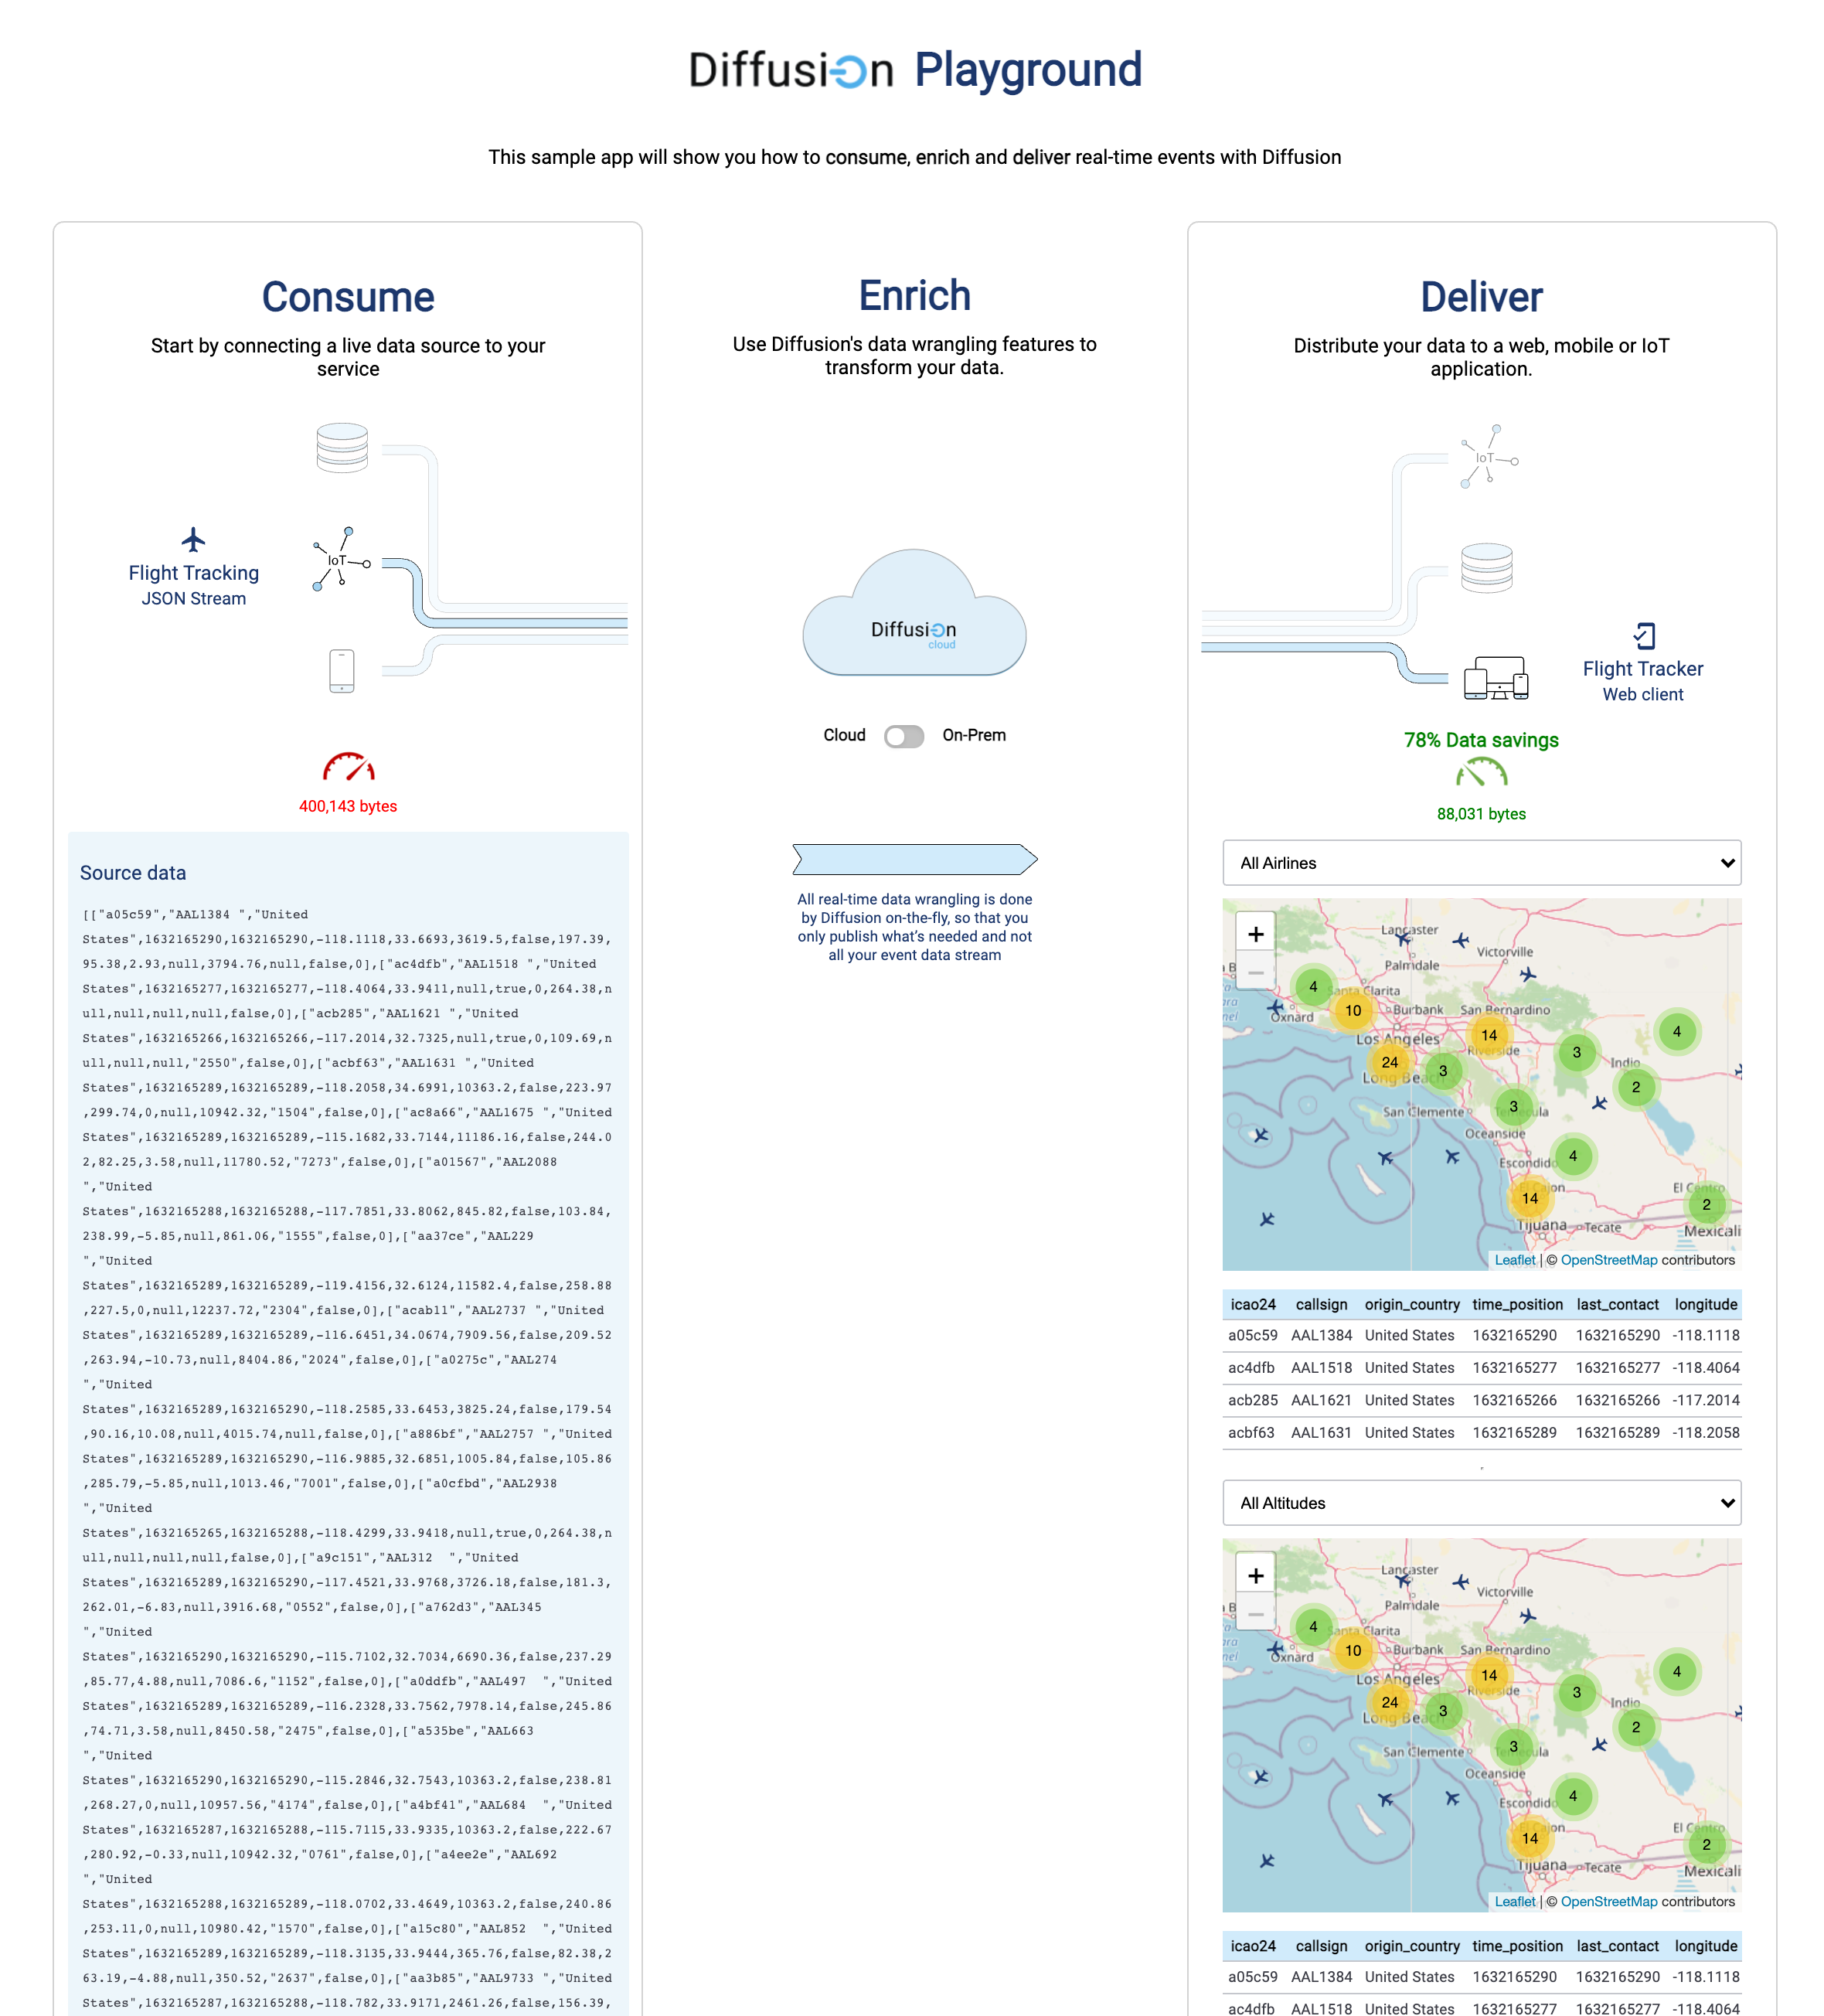 Diffusion Playground
This sample app will show you how to consume, enrich and deliver real-time events with Diffusion
Consume
Start by connecting a live data source to your
service
IoT
Flight Tracking
JSON Stream
400,143 bytes
Source data
[["a05c59","AAL1384 ","United
States",1632165290,1632165290,-118.1118,33.6693,3619.5,false,197.39,
95.38,2.93,null,3794.76,null,false,0],["ac4dfb","AAL1518 ","United
States",1632165277,1632165277,-118.4064,33.9411,null,true,0,264.38,n
ull,null,null,null,false,0],["acb285","AAL1621 ","United
States",1632165266,1632165266,-117.2014,32.7325,null,true,0,109.69,n
ull,null,null,"2550",false,0],["acbf63","AAL1631 ","United
States",1632165289,1632165289,-118.2058,34.6991,10363.2,false,223.97
,299.74,0,null,10942.32,"1504",false,0],["ac8a66","AAL1675 ","United
States",1632165289,1632165289,-115.1682,33.7144,11186.16,false,244.0
2,82.25,3.58,null,11780.52,"7273",false,0],["a01567","AAL2088
","United
States",1632165288,1632165288,-117.7851,33.8062,845.82,false,103.84,
238.99,-5.85,null,861.06,"1555",false,0],["aa37ce","AAL229
","United
States",1632165289,1632165289,-119.4156,32.6124,11582.4,false,258.88
,227.5,0,null,12237.72,"2304",false,0],["acab11","AAL2737 ","United
States",1632165289,1632165289,-116.6451,34.0674,7909.56,false,209.52
,263.94,-10.73,null,8404.86,"2024",false,0],["a0275c","AAL274
","United
States",1632165289,1632165290,-118.2585,33.6453,3825.24,false,179.54
,90.16,10.08,null,4015.74,null,false,0],["a886bf","AAL2757 ","United
States",1632165289,1632165290,-116.9885,32.6851,1005.84,false,105.86
,285.79,-5.85,null,1013.46,"7001",false,0],["a0cfbd","AAL2938
","United
States",1632165265,1632165288,-118.4299,33.9418,null,true,0,264.38,n
ull,null,null,null,false,0],["a9c151","AAL312  ","United
States",1632165289,1632165290,-117.4521,33.9768,3726.18,false,181.3,
262.01,-6.83,null,3916.68,"0552",false,0],["a762d3","AAL345
","United
States",1632165290,1632165290,-115.7102,32.7034,6690.36,false,237.29
,85.77,4.88,null,7086.6,"1152",false,0],["a0ddfb","AAL497  ","United
States",1632165289,1632165289,-116.2328,33.7562,7978.14,false,245.86
,74.71,3.58,null,8450.58,"2475",false,0],["a535be","AAL663
","United
States",1632165290,1632165290,-115.2846,32.7543,10363.2,false,238.81
,268.27,0,null,10957.56,"4174",false,0],["a4bf41","AAL684  ","United
States",1632165287,1632165288,-115.7115,33.9335,10363.2,false,222.67
,280.92,-0.33,null,10942.32,"0761",false,0],["a4ee2e","AAL692
","United
States",1632165288,1632165289,-118.0702,33.4649,10363.2,false,240.86
,253.11,0,null,10980.42,"1570",false,0],["a15c80","AAL852  ","United
States",1632165289,1632165289,-118.3135,33.9444,365.76,false,82.38,2
63.19,-4.88,null,350.52,"2637",false,0],["aa3b85","AAL9733 ","United
States",1632165287,1632165288,-118.782,33.9171,2461.26,false,156.39,
Enrich
Use Diffusion's data wrangling features to
transform your data.
Diffusion
cloud
Cloud On-Prem
All real-time data wrangling is done
by Diffusion on-the-fly, so that you
only publish what's needed and not
all your event data stream
Deliver
Distribute your data to a web, mobile or IoT
application.
IoT
Flight Tracker
Web client
78% Data savings
88,031 bytes
All Airlines
+
−
Lancaster
Victorville
Palmdale
4
Santa Clarita
10
Burbank
San Bernardino
Oxnard
4
Los Angeles
14
Riverside
3
Indio
24
3
Long Beach
2
San Clemente
3
Temecula
Oceanside
Escondido
4
14
El Cajon
El Centro
2
Tijuana
Tecate
Mexicali
Leaflet | © OpenStreetMap contributors
icao24 callsign origin_country time_position last_contact longitude
a05c59 AAL1384 United States 1632165290 1632165290 -118.1118
ac4dfb AAL1518 United States 1632165277 1632165277 -118.4064
acb285 AAL1621 United States 1632165266 1632165266 -117.2014
acbf63 AAL1631 United States 1632165289 1632165289 -118.2058
All Altitudes
+
−
Lancaster
Victorville
Palmdale
4
Santa Clarita
10
Burbank
San Bernardino
Oxnard
4
Los Angeles
14
Riverside
3
Indio
24
3
Long Beach
2
San Clemente
3
Temecula
Oceanside
Escondido
4
14
El Cajon
El Centro
2
Tijuana
Tecate
Mexicali
Leaflet | © OpenStreetMap contributors
icao24 callsign origin_country time_position last_contact longitude
a05c59 AAL1384 United States 1632165290 1632165290 -118.1118
ac4dfb AAL1518 United States 1632165277 1632165277 -118.4064